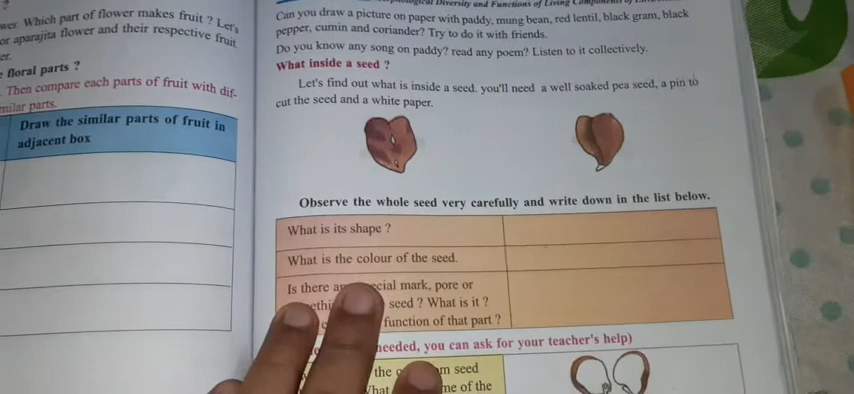 wer. Which part of flower makes fruit ? Let's
or aparajita flower and their respective fruit
er.
e floral parts ?
. Then compare each parts of fruit with dif-
milar parts.
Draw the similar parts of fruit in
adjacent box
Diversity and Functions of Living
Can you draw a picture on paper with paddy, mung bean, red lentil, black gram, black
pepper, cumin and coriander? Try to do it with friends.
Do you know any song on paddy? read any poem? Listen to it collectively.
What inside a seed ?
Let's find out what is inside a seed. you'll need a well soaked pea seed, a pin to
cut the seed and a white paper.
Observe the whole seed very carefully and write down in the list below.
What is its shape ?
What is the colour of the seed.
Is there cial mark, pore or
seed ? What is it ?
function of that part ?
needed, you can ask for your teacher's help)
the m seed
me of the